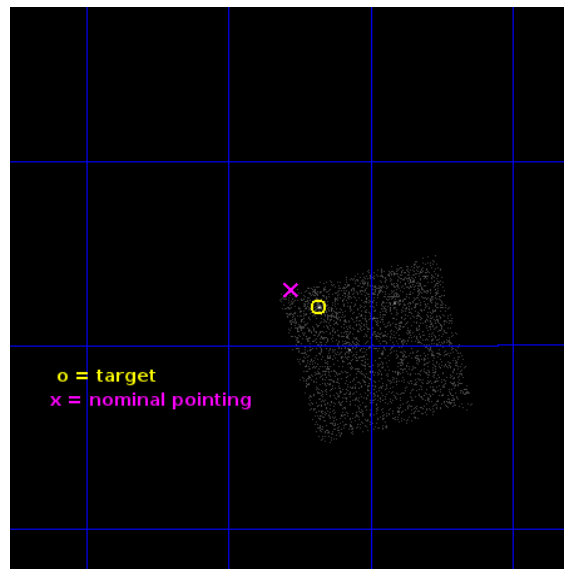 o = target
x = nominal pointing